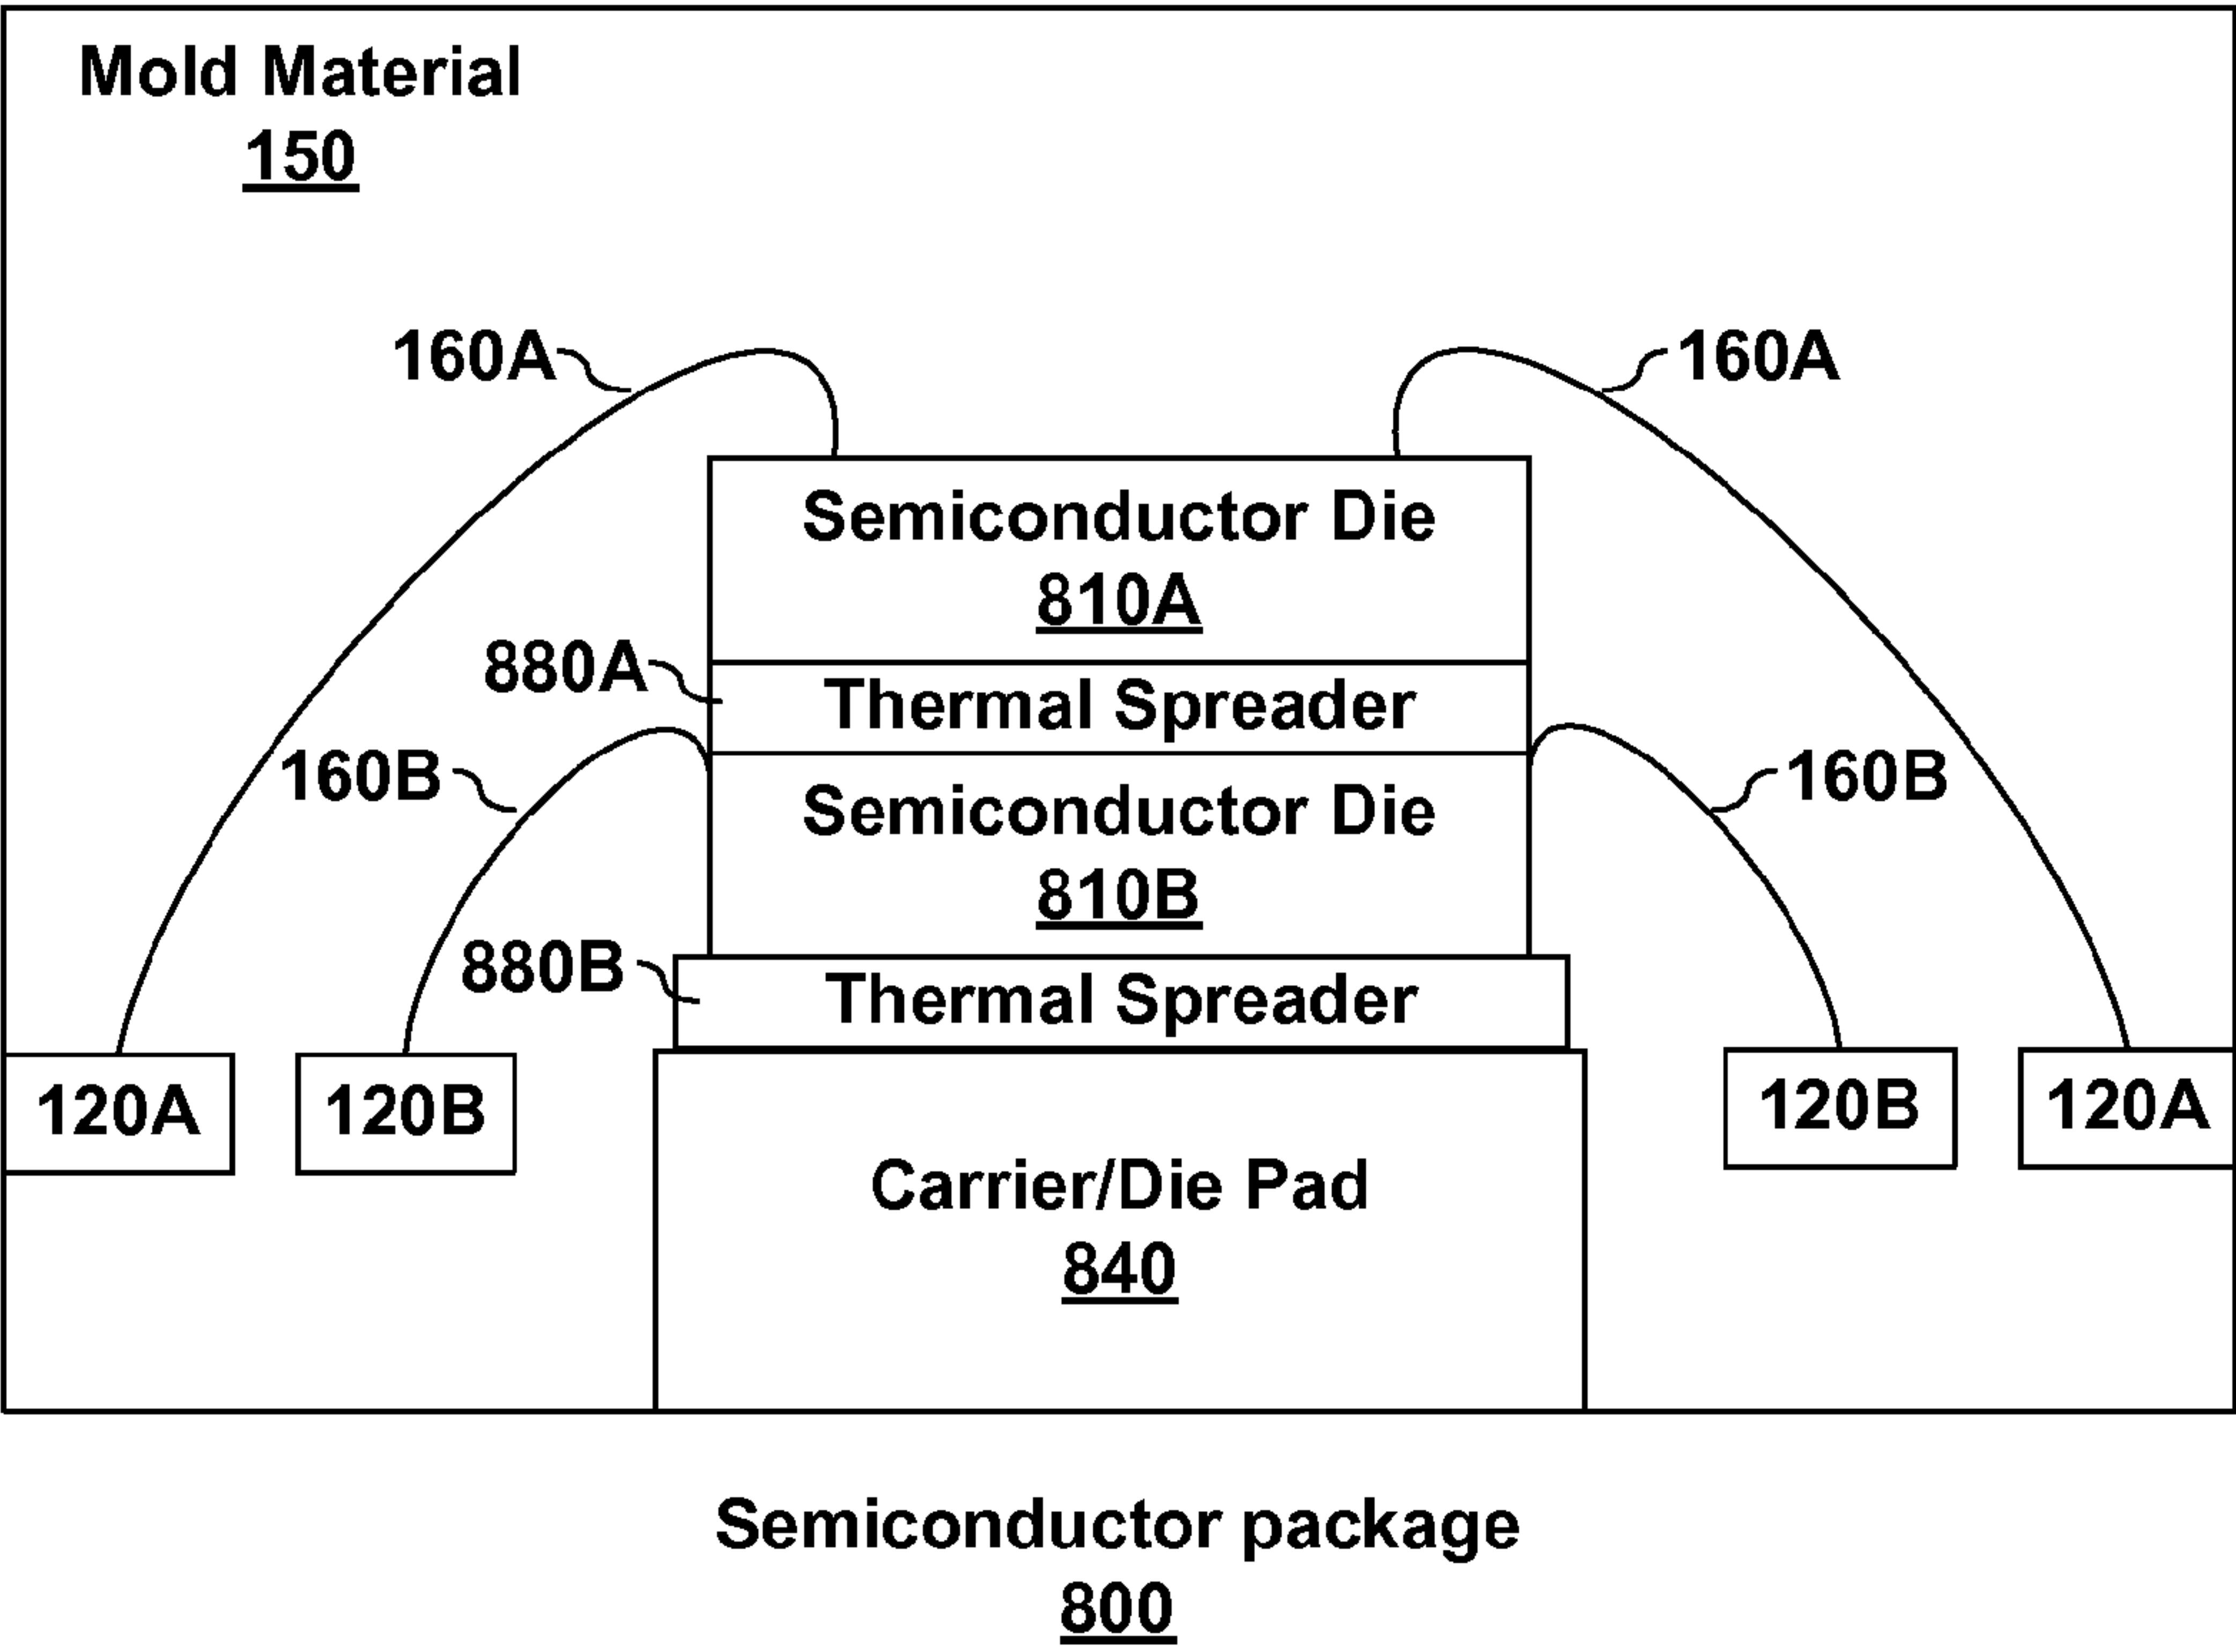 Mold Material
150
160A
160A
Semiconductor Die
810A
880A
Thermal Spreader
160B
160B
Semiconductor Die
810B
880B
Thermal Spreader
120A
120B
120B
120A
Carrier/Die Pad
840
Semiconductor package
800